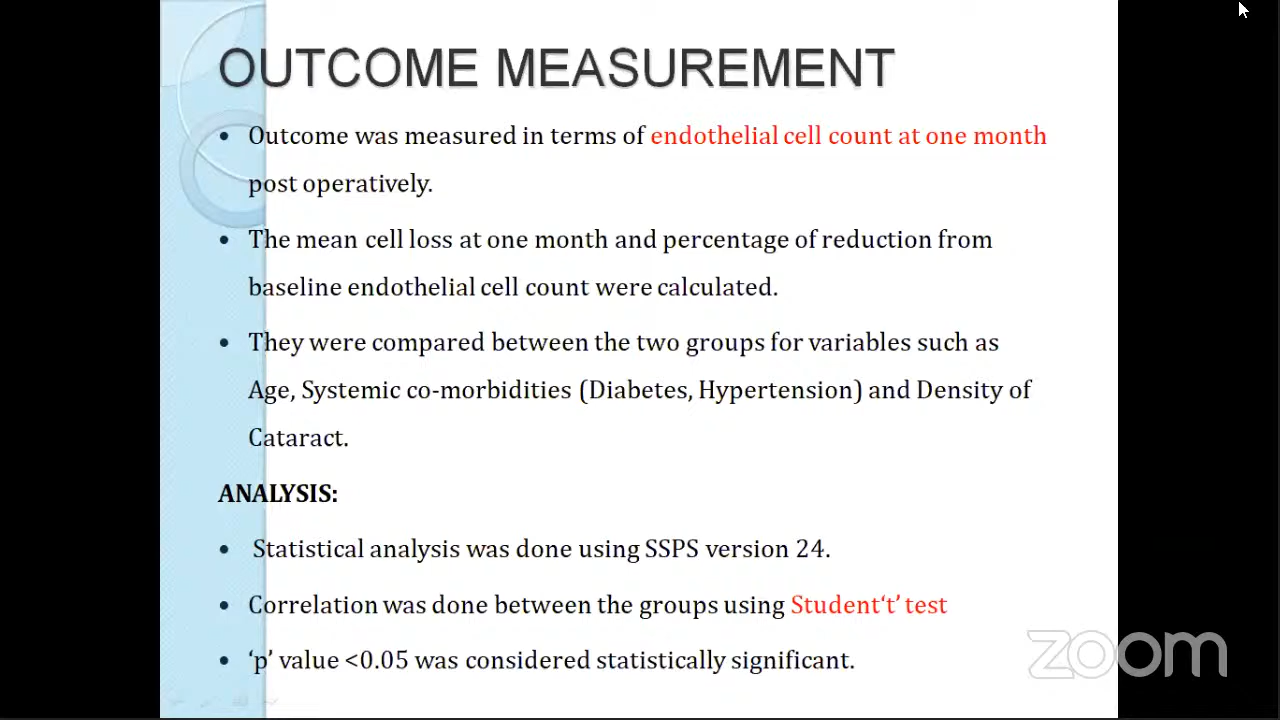 OUTCOME MEASUREMENT
• Outcome was measured in terms of endothelial cell count at one month
post operatively.
• The mean cell loss at one month and percentage of reduction from
baseline endothelial cell count were calculated.
• They were compared between the two groups for variables such as
Age, Systemic co-morbidities (Diabetes, Hypertension) and Density of
Cataract.
ANALYSIS:
• Statistical analysis was done using SSPS version 24.
• Correlation was done between the groups using Student‘t’ test
• ‘p’ value <0.05 was considered statistically significant.
zoom